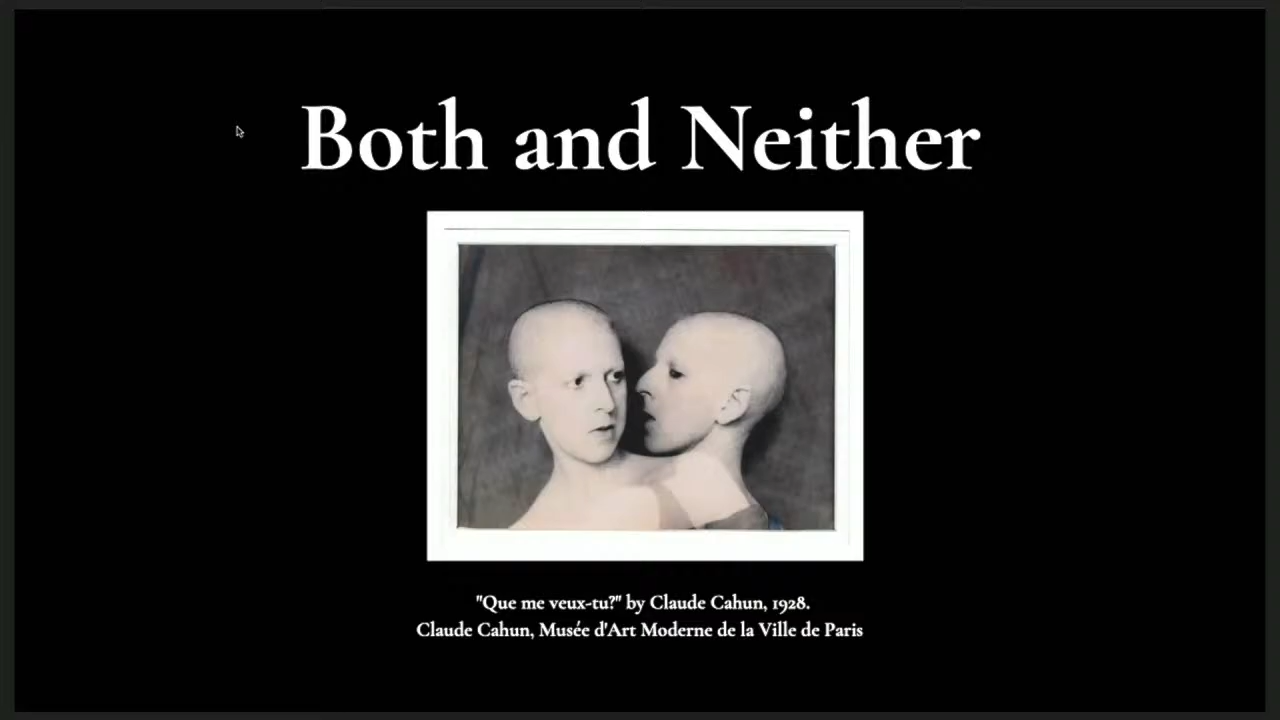 Both and Neither
"Que me veux-tu?" by Claude Cahun, 1928.
Claude Cahun, Musée d'Art Moderne de la Ville de Paris